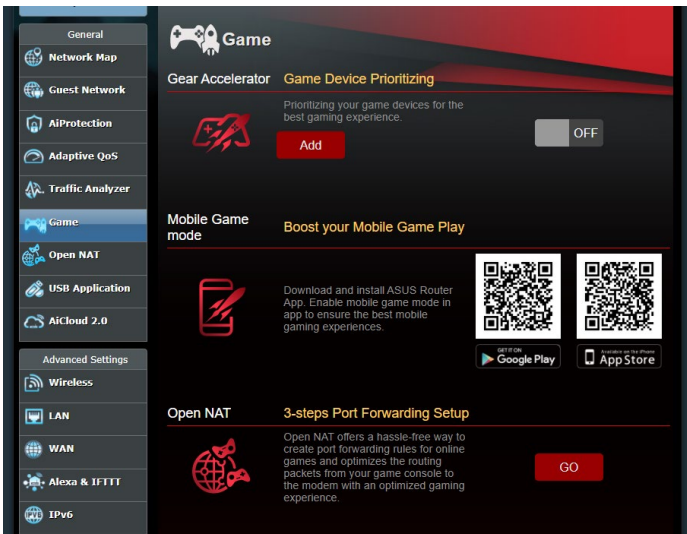 General
Network Map
Guest Network
AiProtection
Adaptive QoS
Traffic Analyzer
Game
Open NAT
USB Application
AiCloud 2.0
Advanced Settings
Wireless
LAN
WAN
Alexa & IFTTT
IPv6
Game
Gear Accelerator
Game Device Prioritizing
Prioritizing your game devices for the
best gaming experience.
Add
OFF
Mobile Game
mode
Boost your Mobile Game Play
Download and install ASUS Router
App. Enable mobile game mode in
app to ensure the best mobile
gaming experiences.
GET IT ON
Google Play
Available on the iPhone
App Store
Open NAT
3-steps Port Forwarding Setup
Open NAT offers a hassle-free way to
create port forwarding rules for online
games and optimizes the routing
packets from your game console to
the modem with an optimized gaming
experience.
GO